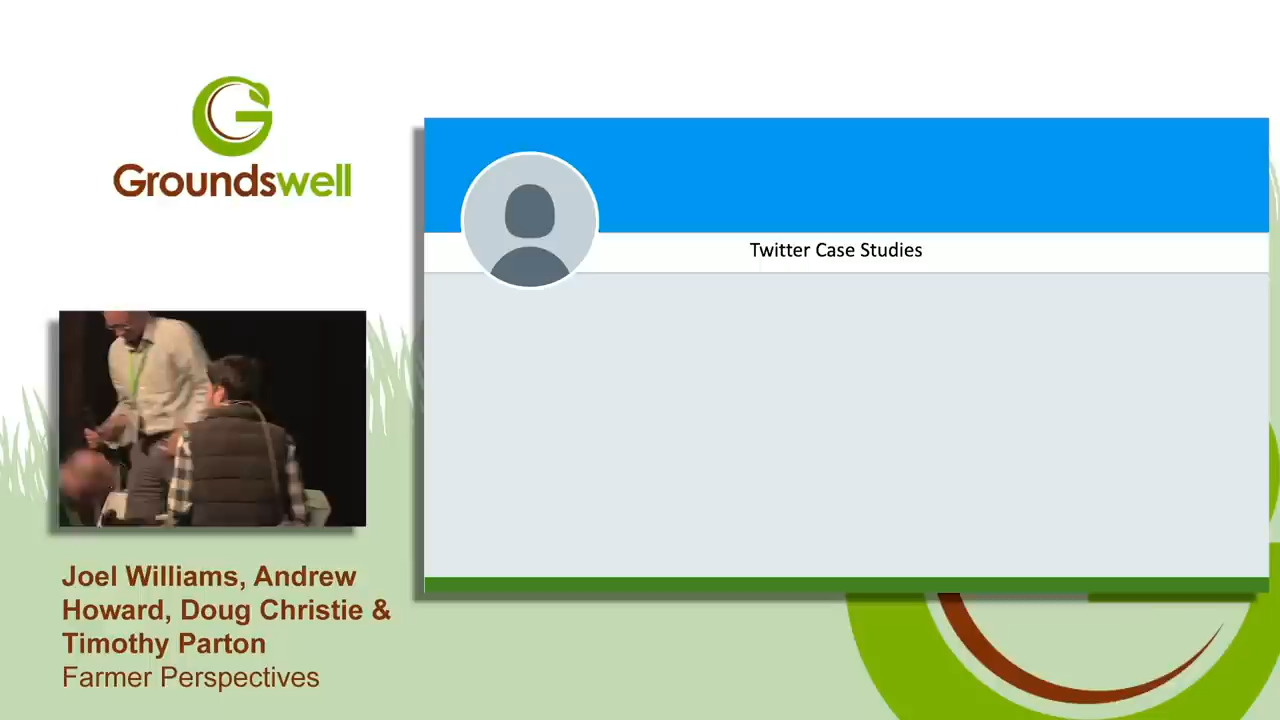 Groundswell
Twitter Case Studies
Joel Williams, Andrew
Howard, Doug Christie &
Timothy Parton
Farmer Perspectives